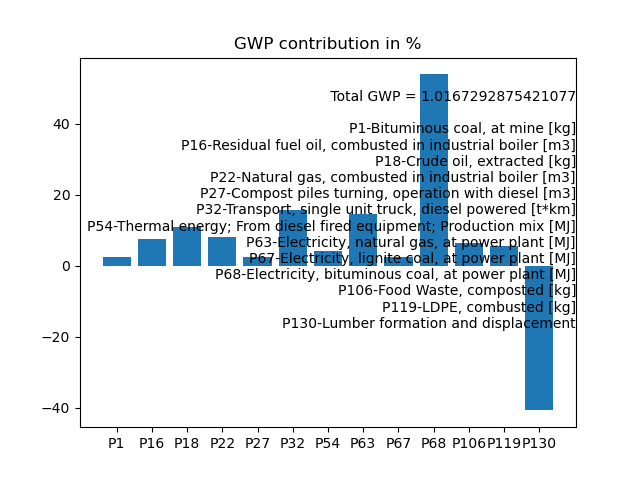 GWP contribution in %
Total GWP = 1.0167292875421077
P1-Bituminous coal, at mine [kg]
P16-Residual fuel oil, combusted in industrial boiler [m3]
P18-Crude oil, extracted [kg]
P22-Natural gas, combusted in industrial boiler [m3]
P27-Compost piles turning, operation with diesel [m3]
P32-Transport, single unit truck, diesel powered [t*km]
P54-Thermal energy; From diesel fired equipment; Production mix [MJ]
P63-Electricity, natural gas, at power plant [MJ]
P67-Electricity, lignite coal, at power plant [MJ]
P68-Electricity, bituminous coal, at power plant [MJ]
P106-Food Waste, composted [kg]
P119-LDPE, combusted [kg]
P130-Lumber formation and displacement
40
20
0
−20
−40
P1 P16 P18 P22 P27 P32 P54 P63 P67 P68 P106 P119 P130